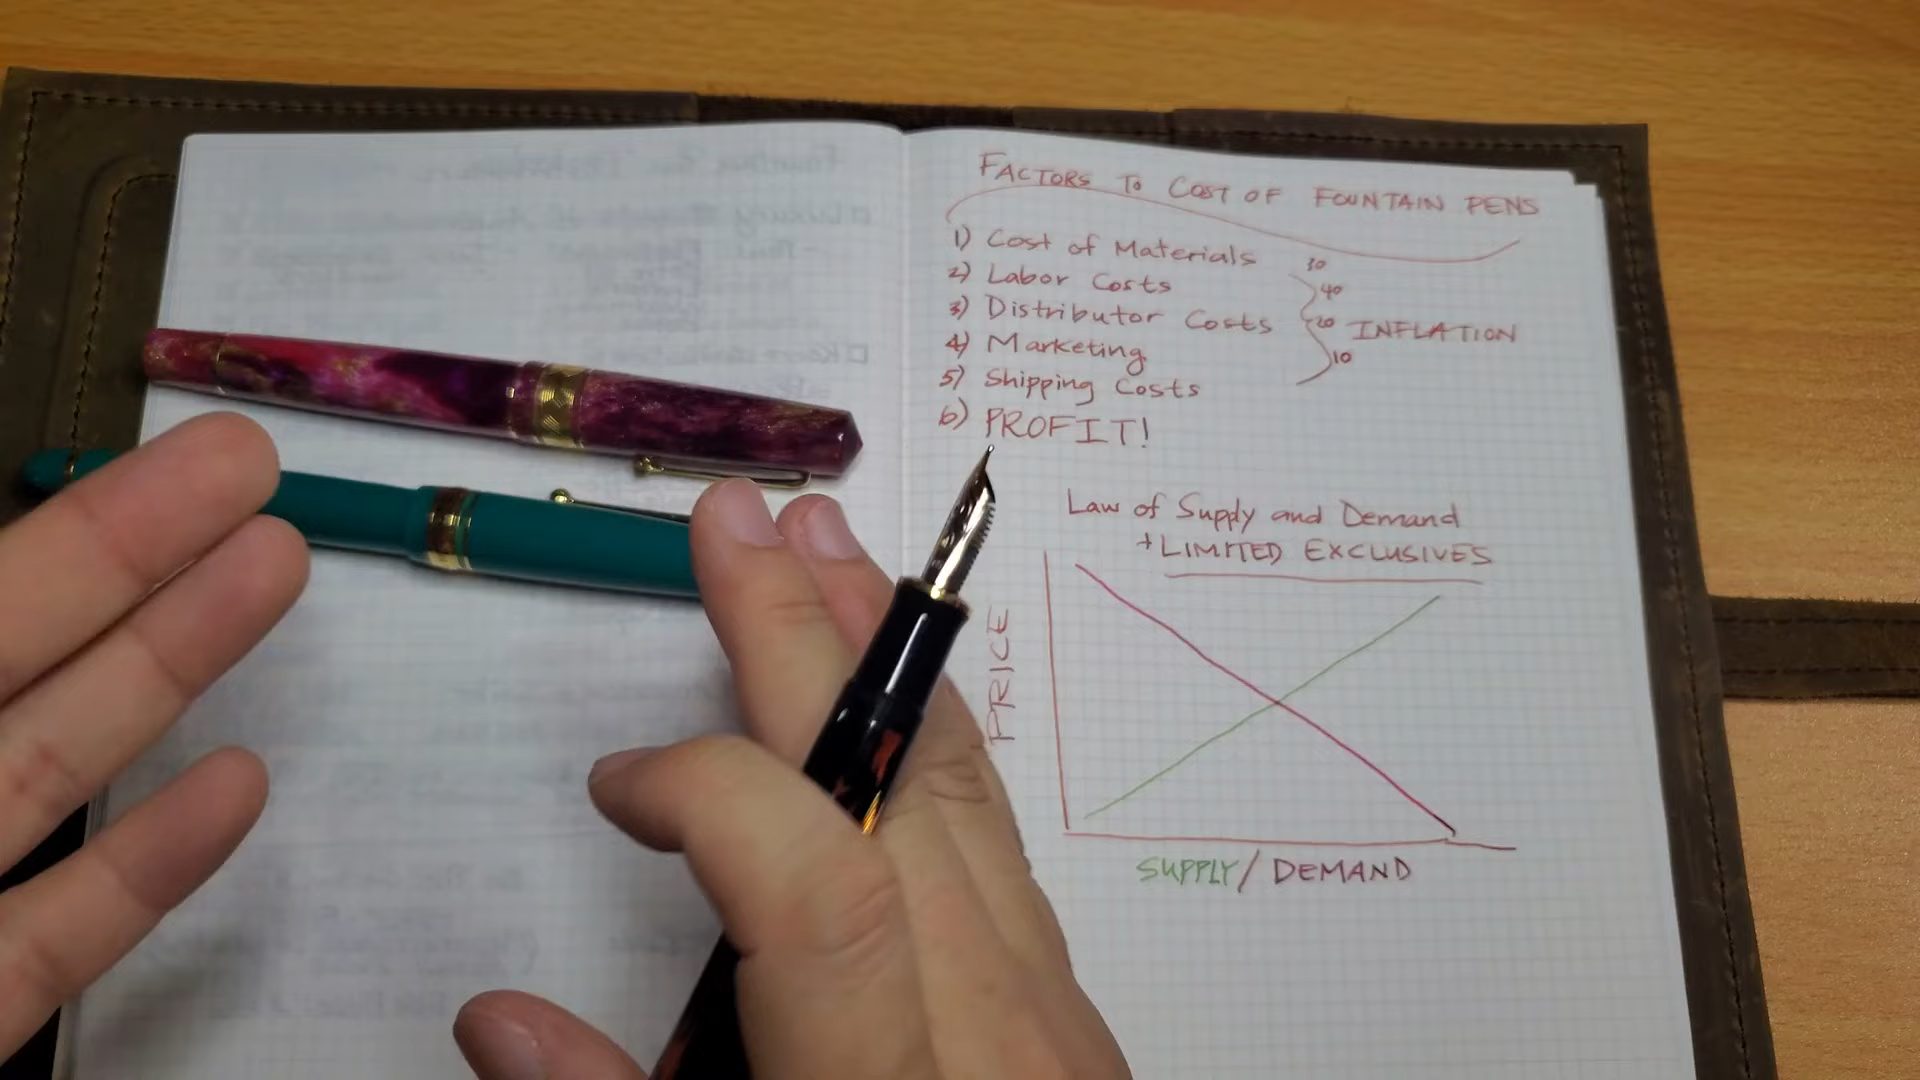 FACTORS TO COST OF FOUNTAIN PENS
1) Cost of Materials
2) Labor Costs
3) Distributor Costs
4) Marketing
5) Shipping Costs
6) PROFIT!
30
40
20
10
INFLATION
Law of Supply and Demand
+ LIMITED EXCLUSIVES
PRICE
SUPPLY / DEMAND